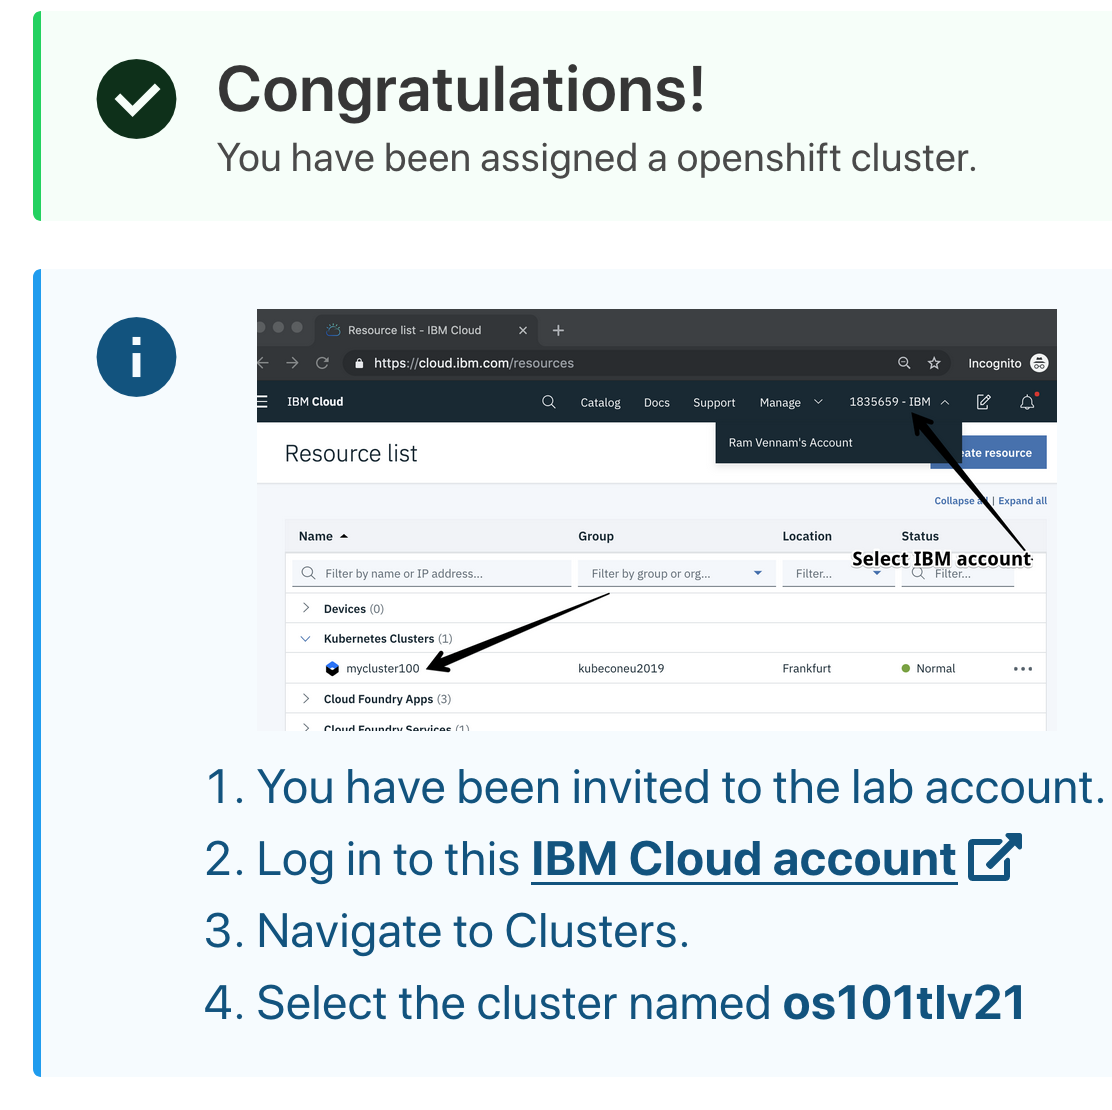 Congratulations!
You have been assigned a openshift cluster.
Resource list - IBM Cloud
https://cloud.ibm.com/resources
Incognito
IBM Cloud
Catalog
Docs
Support
Manage
1835659 - IBM
Ram Vennam's Account
Resource list
eate resource
Collapse all | Expand all
Name
Group
Location
Status
Select IBM account
Filter by name or IP address...
Filter by group or org...
Filter...
Filter...
Devices (0)
Kubernetes Clusters (1)
mycluster100
kubeconeu2019
Frankfurt
Normal
Cloud Foundry Apps (3)
Cloud Foundry Services (1)
1. You have been invited to the lab account.
2. Log in to this IBM Cloud account
3. Navigate to Clusters.
4. Select the cluster named os101tlv21